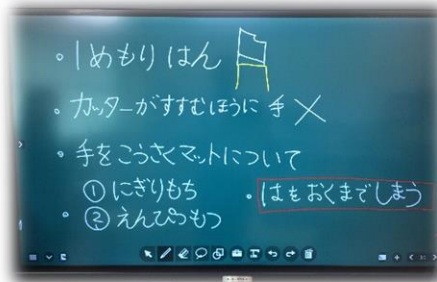 ・1めもりはん
・カッターがすすむほうに手×
・手をこうさくマットについて
①にぎりもち
・②えんぴつもつ
・はをおくまでしまう